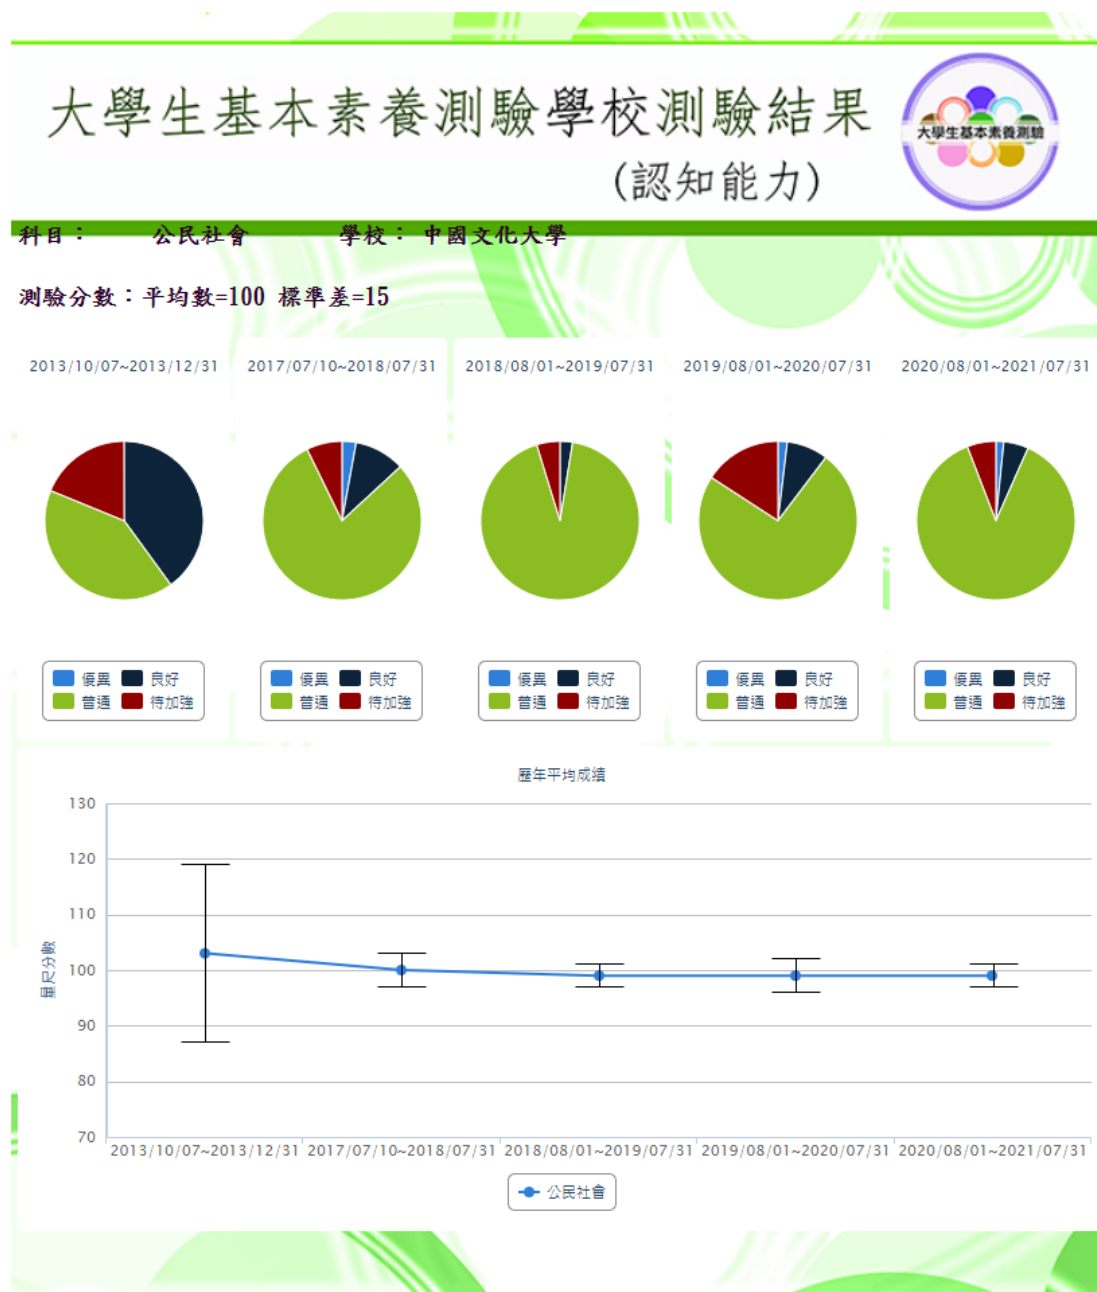 大學生基本素養測驗學校測驗結果
(認知能力)
大學生基本素養測驗
科目： 公民社會 學校： 中國文化大學
測驗分數：平均數=100 標準差=15
2013/10/07~2013/12/31 2017/07/10~2018/07/31 2018/08/01~2019/07/31 2019/08/01~2020/07/31 2020/08/01~2021/07/31
優異 良好 優異 良好 優異 良好 優異 良好 優異 良好
普通 待加強 普通 待加強 普通 待加強 普通 待加強 普通 待加強
歷年平均成績
130
120
110
100
90
80
70
量尺分數
2013/10/07~2013/12/31 2017/07/10~2018/07/31 2018/08/01~2019/07/31 2019/08/01~2020/07/31 2020/08/01~2021/07/31
公民社會